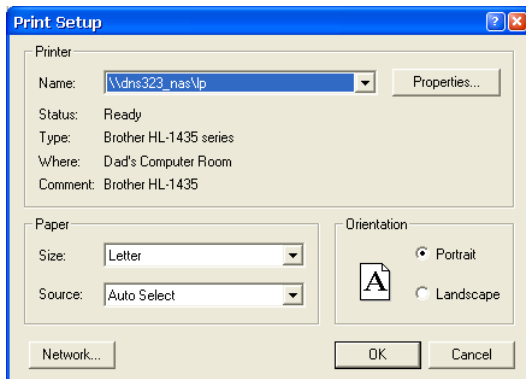 Print Setup
Printer
Name: \\dns323_nas\lp Properties...
Status: Ready
Type: Brother HL-1435 series
Where: Dad's Computer Room
Comment: Brother HL-1435
Paper
Size: Letter
Source: Auto Select
Orientation
A
Portrait
Landscape
Network... OK Cancel